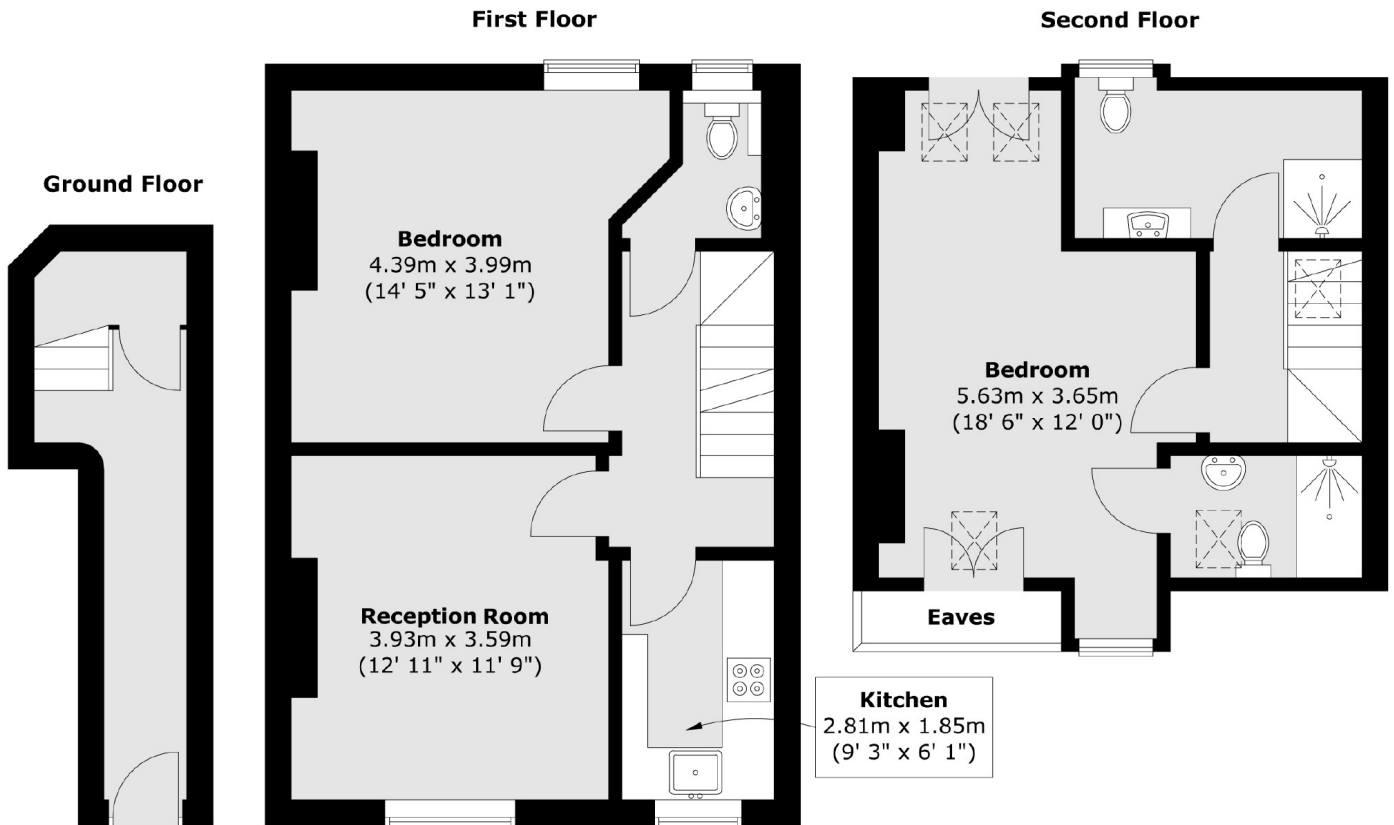 First Floor
Second Floor
Ground Floor
Bedroom
4.39m x 3.99m
(14' 5" x 13' 1")
Bedroom
5.63m x 3.65m
(18' 6" x 12' 0")
Reception Room
3.93m x 3.59m
(12' 11" x 11' 9")
Eaves
Kitchen
2.81m x 1.85m
(9' 3" x 6' 1")